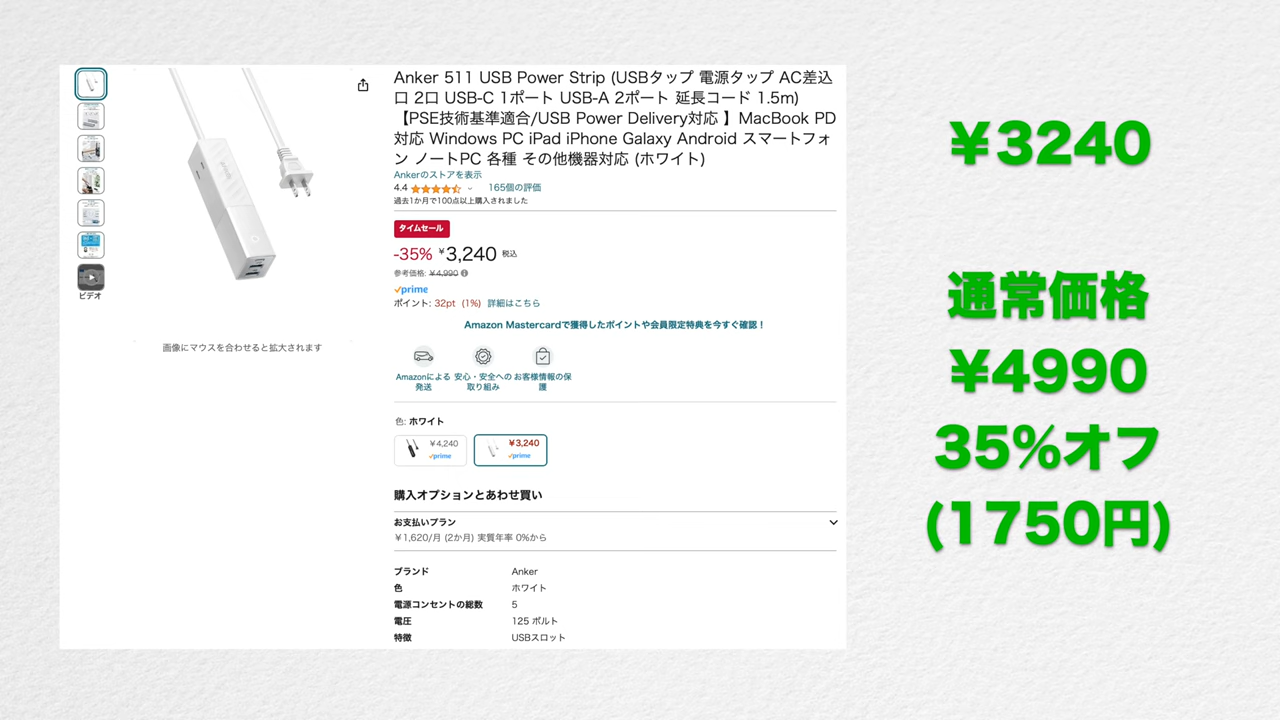 Anker 511 USB Power Strip (USBタップ 電源タップ AC差込
口 2口 USB-C 1ポート USB-A 2ポート 延長コード 1.5m)
【PSE技術基準適合/USB Power Delivery対応 】MacBook PD
対応 Windows PC iPad iPhone Galaxy Android スマートフォ
ン ノートPC 各種 その他機器対応 (ホワイト)
Ankerのストアを表示
4.4 165個の評価
過去1か月で100点以上購入されました
タイムセール
-35% ¥3,240 税込
参考価格: ¥4,990
prime
ポイント: 32pt (1%) 詳細はこちら
Amazon Mastercardで獲得したポイントや会員限定特典を今すぐ確認！
Amazonによる
発送
安心・安全への
取り組み
お客様情報の保
護
色: ホワイト
¥4,240
prime
¥3,240
prime
購入オプションとあわせ買い
お支払いプラン
¥1,620/月 (2か月) 実質年率 0%から
ブランド Anker
色 ホワイト
電源コンセントの総数 5
電圧 125 ボルト
特徴 USBスロット
ビデオ
画像にマウスを合わせると拡大されます
¥3240
通常価格
¥4990
35%オフ
(1750円)